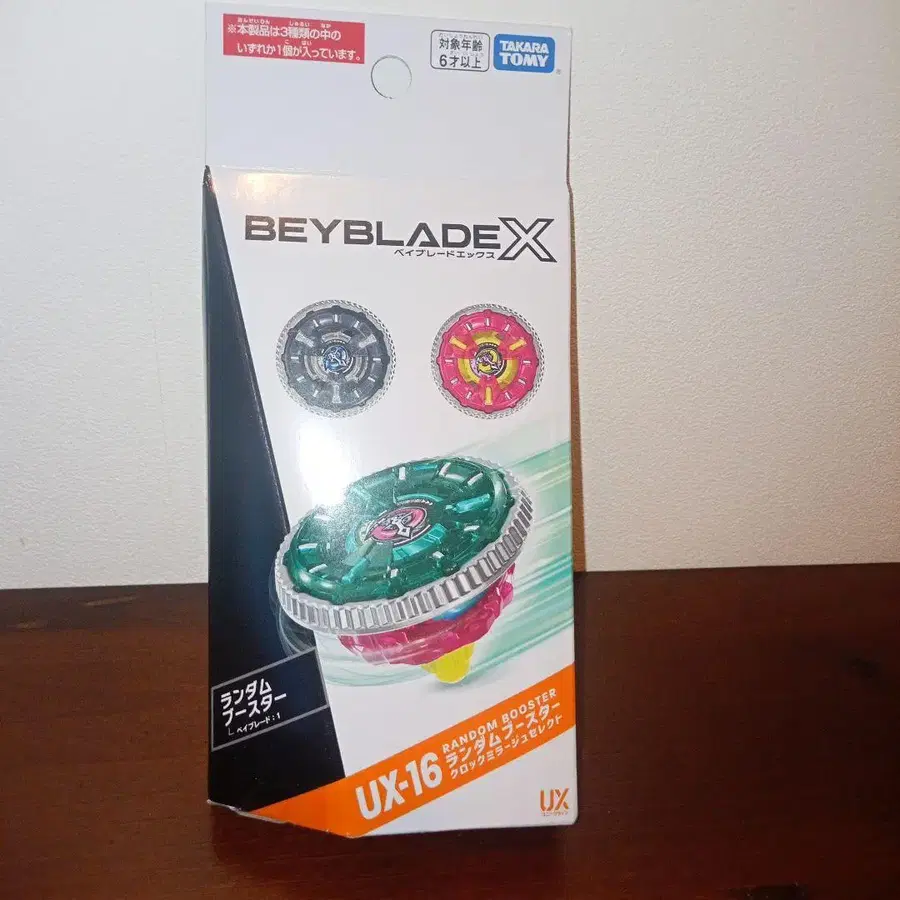 ※本製品は3種類の中の
いずれか1個が入っています。
対象年齢
6才以上
TAKARA
TOMY
BEYBLADE X
ベイブレードエックス
ランダム
ブースター
ベイブレード:1
UX-16
RANDOM BOOSTER
ランダムブースター
クロックミラージュセレクト
UX